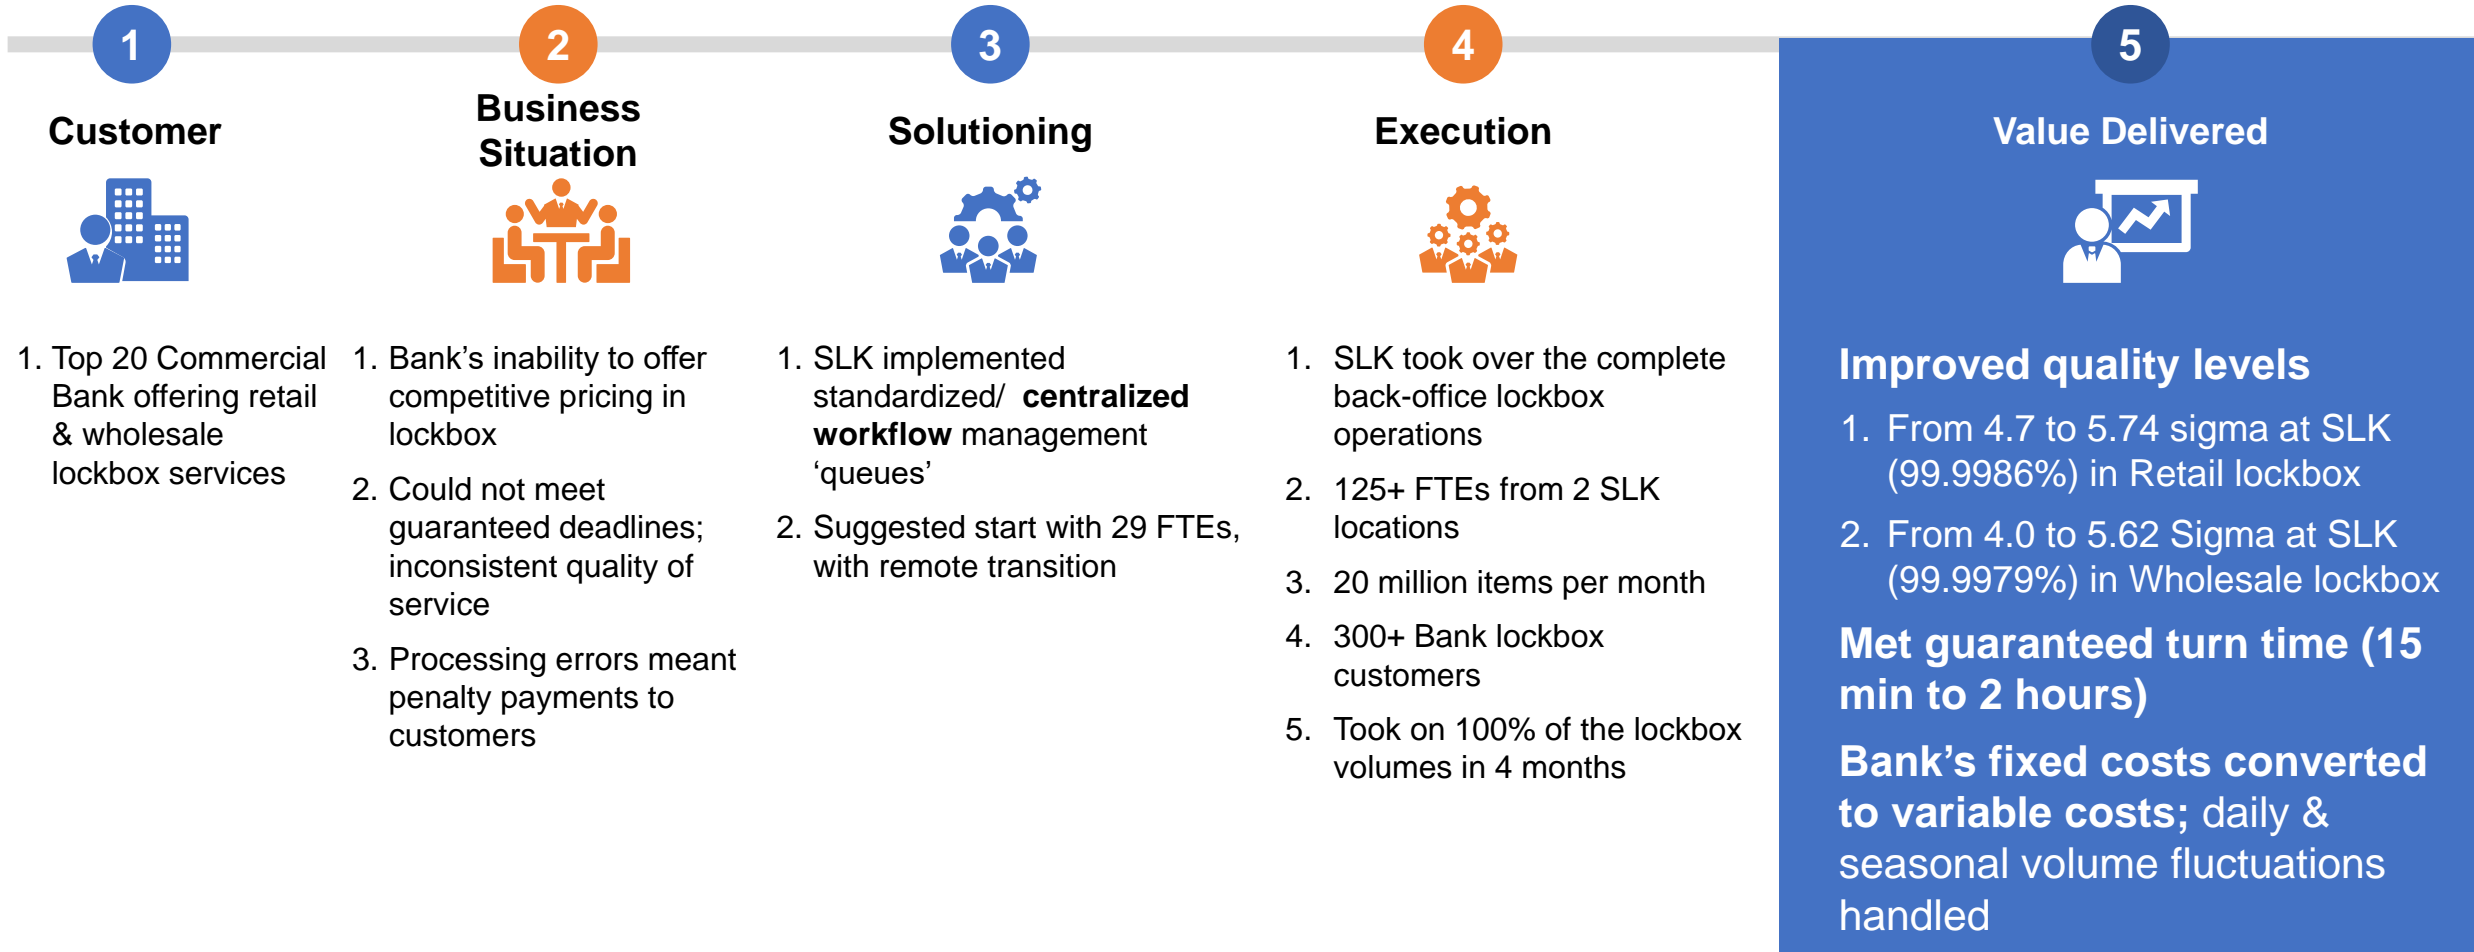 1
Customer
1. Top 20 Commercial
Bank offering retail
& wholesale
lockbox services
2
Business
Situation
1. Bank’s inability to offer
competitive pricing in
lockbox
2. Could not meet
guaranteed deadlines;
inconsistent quality of
service
3. Processing errors meant
penalty payments to
customers
3
Solutioning
1. SLK implemented
standardized/ centralized
workflow management
‘queues’
2. Suggested start with 29 FTEs,
with remote transition
4
Execution
1. SLK took over the complete
back-office lockbox
operations
2. 125+ FTEs from 2 SLK
locations
3. 20 million items per month
4. 300+ Bank lockbox
customers
5. Took on 100% of the lockbox
volumes in 4 months
5
Value Delivered
Improved quality levels
1. From 4.7 to 5.74 sigma at SLK
(99.9986%) in Retail lockbox
2. From 4.0 to 5.62 Sigma at SLK
(99.9979%) in Wholesale lockbox
Met guaranteed turn time (15
min to 2 hours)
Bank’s fixed costs converted
to variable costs; daily &
seasonal volume fluctuations
handled